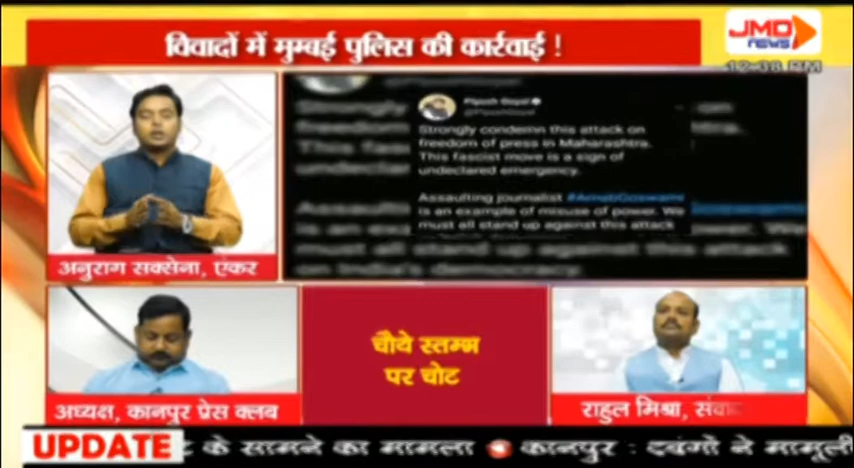 विवादों में मुम्बई पुलिस की कार्रवाई !
JMD
news
12:38 PM
Piyush Goyal
@PiyushGoyal
Strongly condemn this attack on
freedom of press in Maharashtra.
This fascist move is a sign of
undeclared emergency.
Assaulting journalist #ArnabGoswami
is an example of misuse of power. We
must all stand up against this attack
अनुराग सक्सेना, एंकर
चौथे स्तम्भ
पर चोट
अध्यक्ष, कानपुर प्रेस क्लब
राहुल मिश्रा,
UPDATE
के सामने का मामला
कानपुर : दबंगों ने मामूली